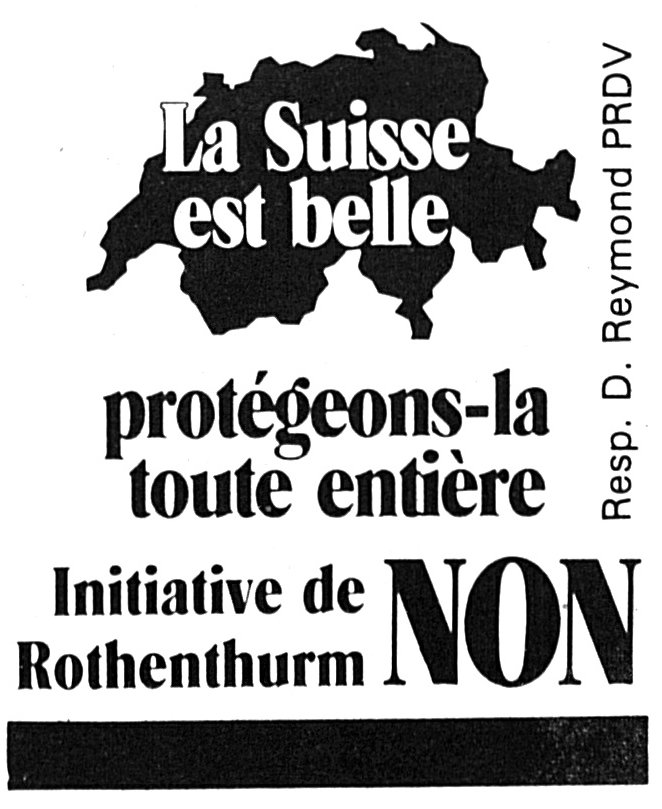 La Suisse
est belle
protégeons-la
toute entière
Initiative de
Rothenthurm
NON
Resp. D. Reymond PRDV